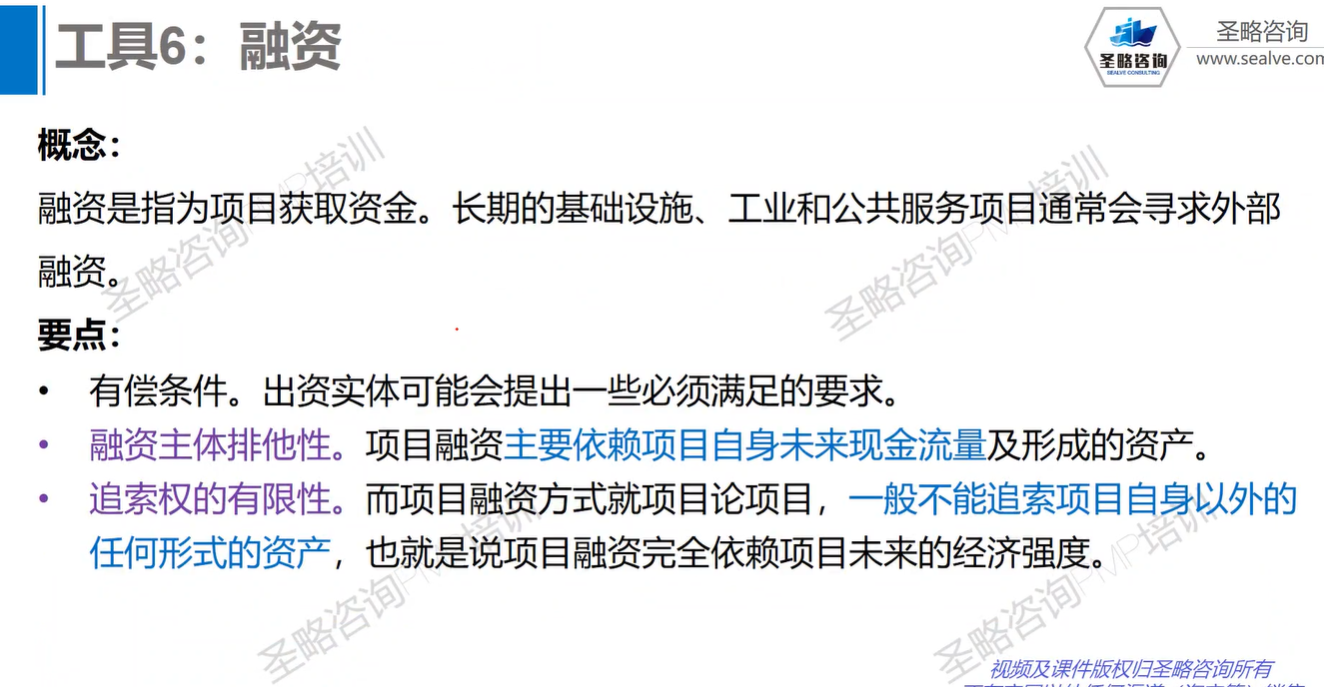 工具6：融资
圣略咨询
SEALVE CONSULTING
圣略咨询
www.sealve.com
概念：
融资是指为项目获取资金。长期的基础设施、工业和公共服务项目通常会寻求外部
融资。
要点：
• 有偿条件。出资实体可能会提出一些必须满足的要求。
• 融资主体排他性。项目融资主要依赖项目自身未来现金流量及形成的资产。
• 追索权的有限性。而项目融资方式就项目论项目，一般不能追索项目自身以外的
任何形式的资产，也就是说项目融资完全依赖项目未来的经济强度。
圣略咨询PMP培训
圣略咨询PMP培训
圣略咨询PMP培训
圣略咨询PMP培训
视频及课件版权归圣略咨询所有